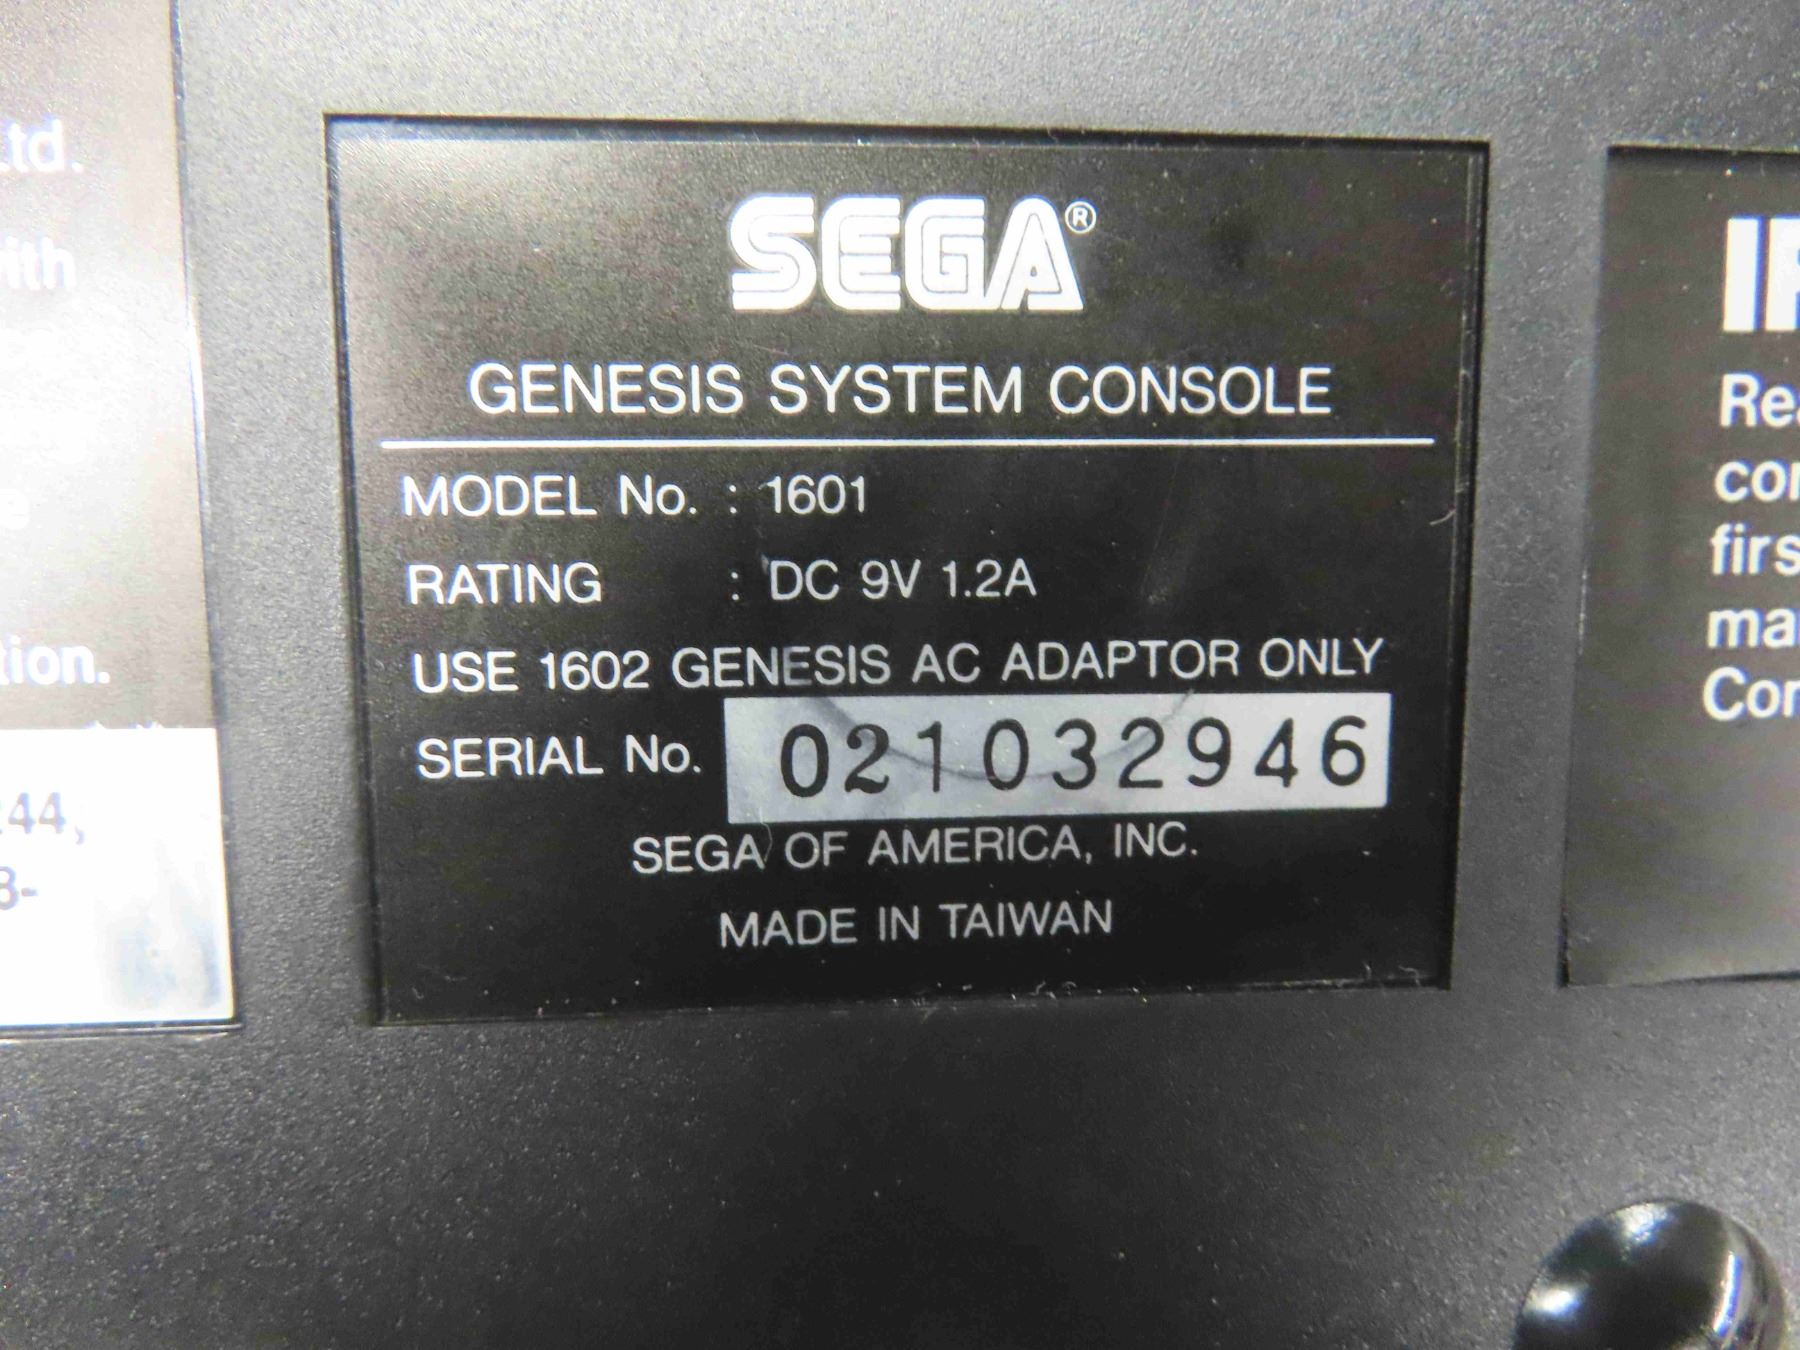 SEGA®
GENESIS SYSTEM CONSOLE
MODEL No. : 1601
RATING : DC 9V 1.2A
USE 1602 GENESIS AC ADAPTOR ONLY
SERIAL No. 021032946
SEGA OF AMERICA, INC.
MADE IN TAIWAN
Ltd.